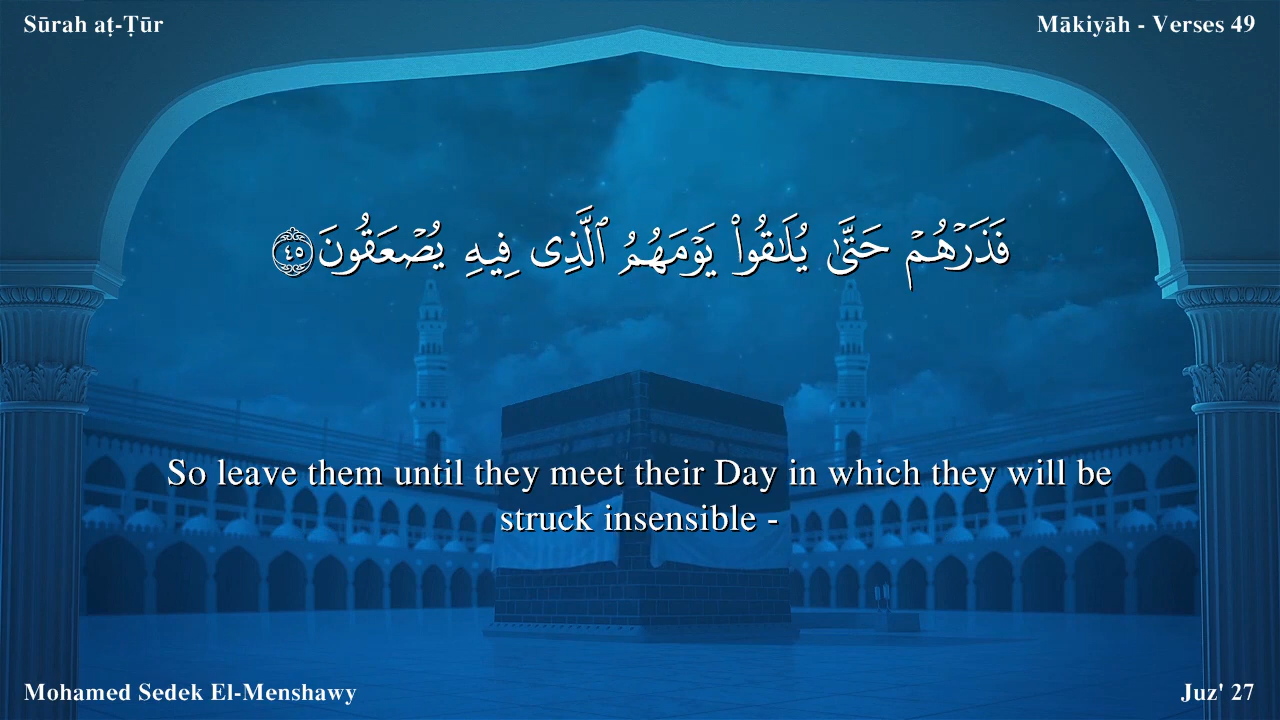 Sūrah aṭ-Ṭūr
Mākiyāh - Verses 49
فَذَرْهُمْ حَتَّىٰ يُلَـٰقُوا۟ يَوْمَهُمُ ٱلَّذِى فِيهِ يُصْعَقُونَ ٤٥
So leave them until they meet their Day in which they will be
struck insensible -
Mohamed Sedek El-Menshawy
Juz' 27